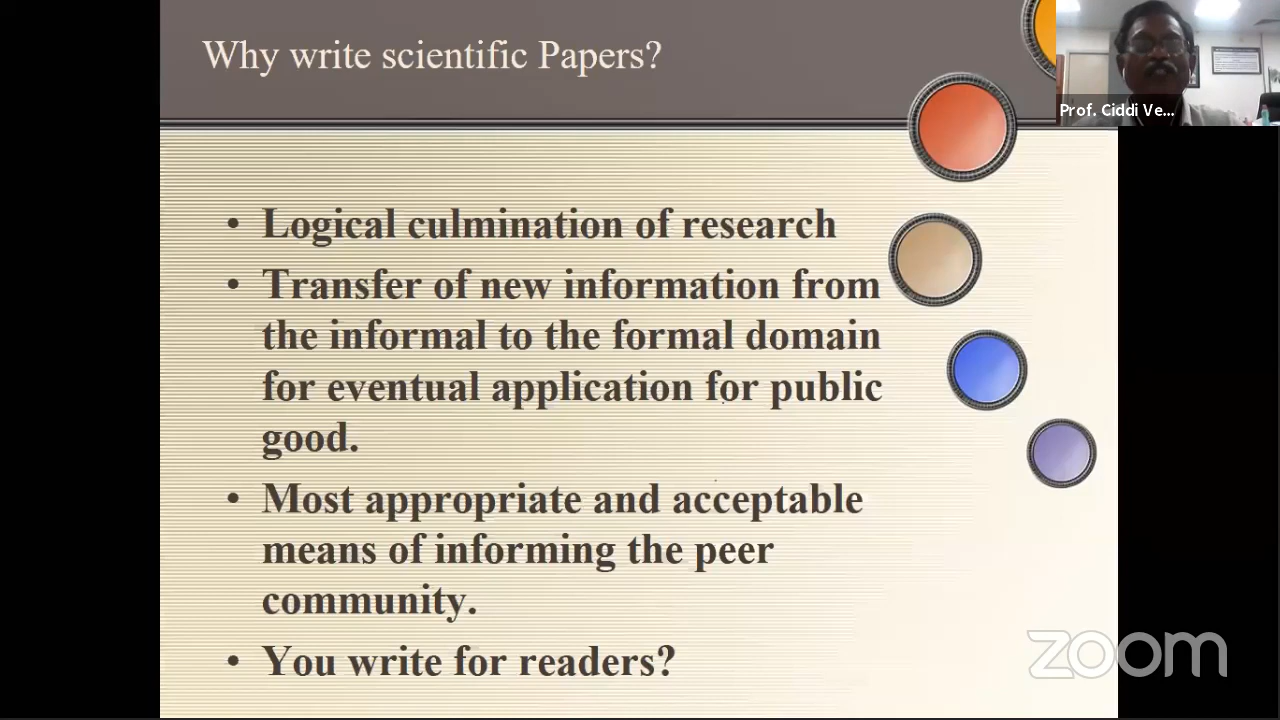 Why write scientific Papers?
Prof. Ciddi Ve...
• Logical culmination of research
• Transfer of new information from
the informal to the formal domain
for eventual application for public
good.
• Most appropriate and acceptable
means of informing the peer
community.
• You write for readers?
zoom